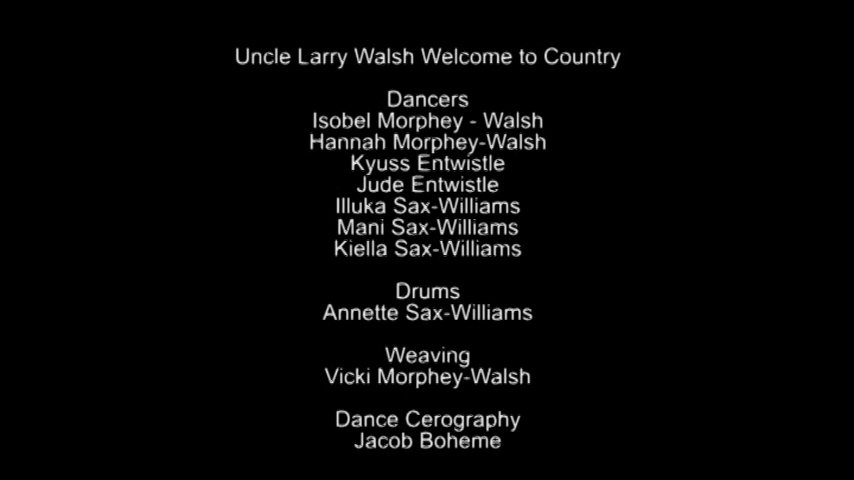 Uncle Larry Walsh Welcome to Country
Dancers
Isobel Morphey - Walsh
Hannah Morphey-Walsh
Kyuss Entwistle
Jude Entwistle
Illuka Sax-Williams
Mani Sax-Williams
Kiella Sax-Williams
Drums
Annette Sax-Williams
Weaving
Vicki Morphey-Walsh
Dance Cerography
Jacob Boheme